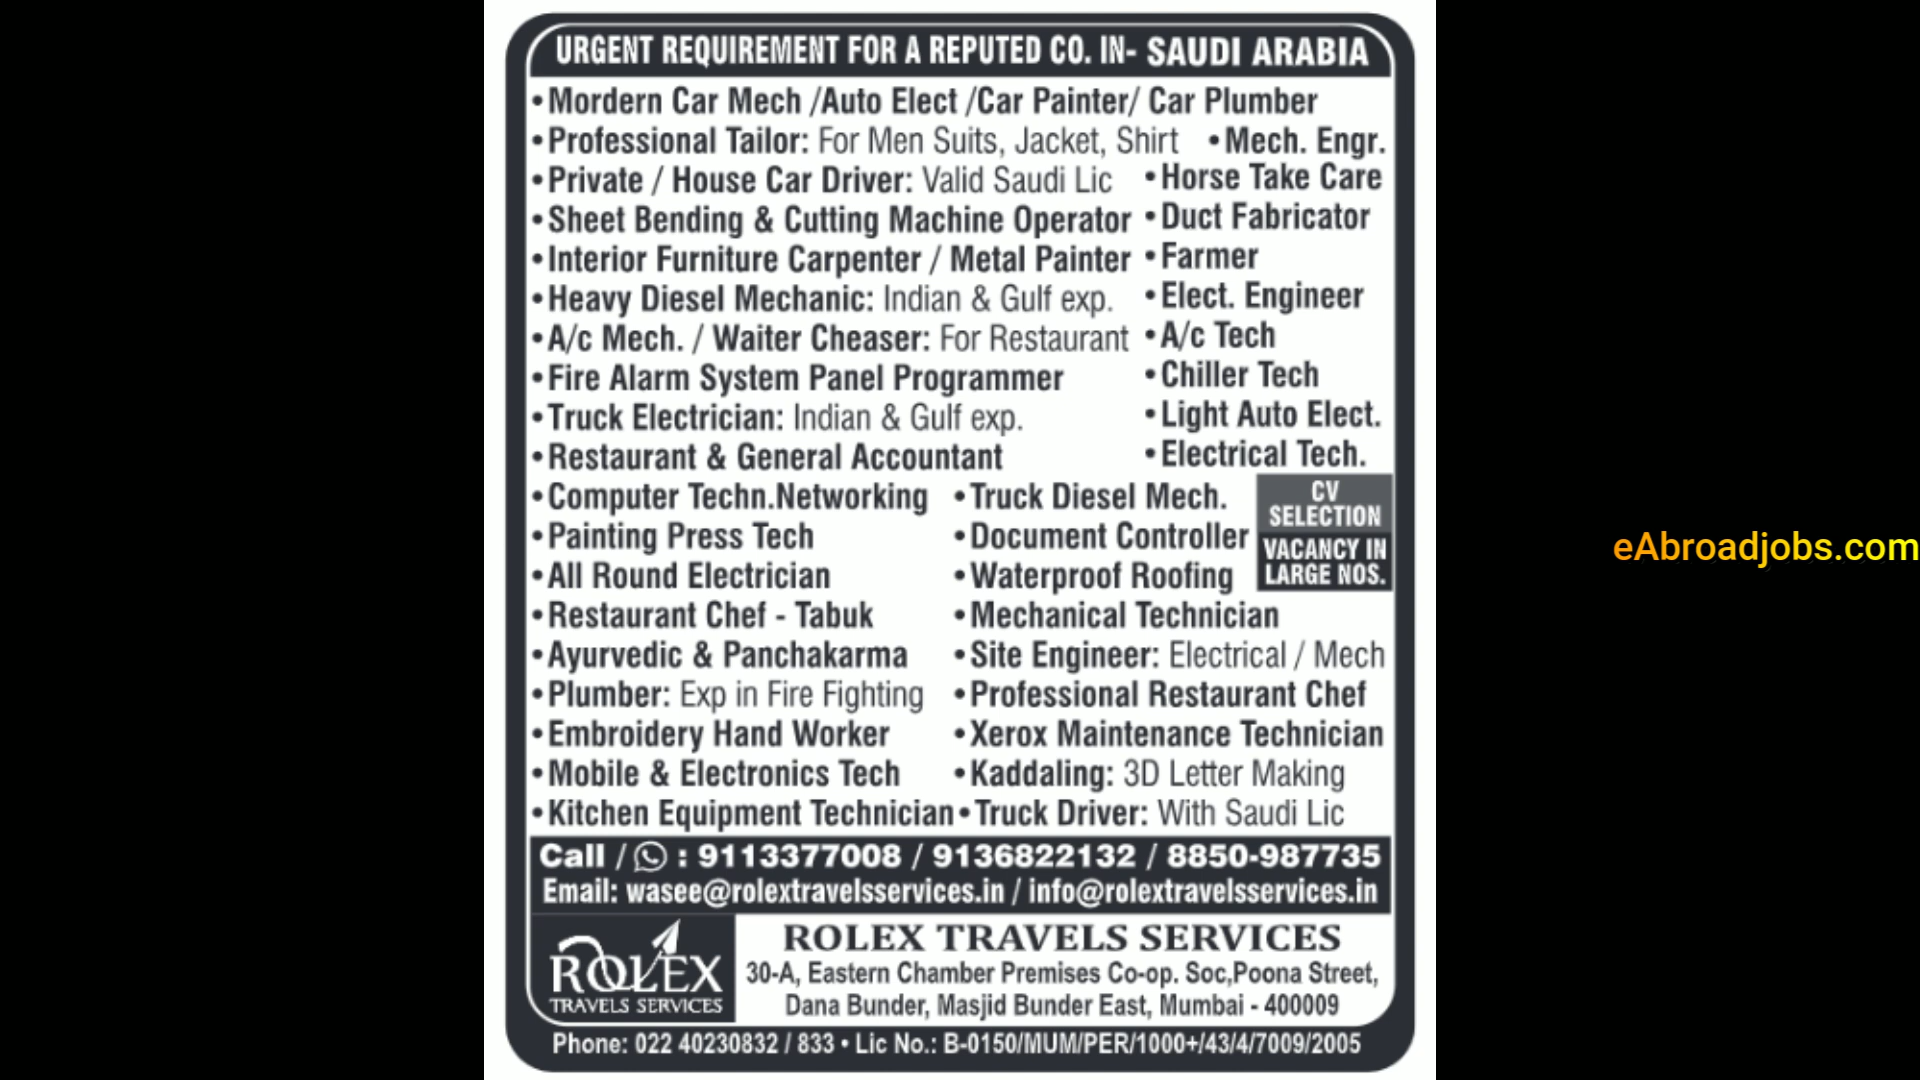 URGENT REQUIREMENT FOR A REPUTED CO. IN- SAUDI ARABIA
•Mordern Car Mech /Auto Elect /Car Painter/ Car Plumber
•Professional Tailor: For Men Suits, Jacket, Shirt •Mech. Engr.
•Private / House Car Driver: Valid Saudi Lic •Horse Take Care
•Sheet Bending & Cutting Machine Operator •Duct Fabricator
•Interior Furniture Carpenter / Metal Painter •Farmer
•Heavy Diesel Mechanic: Indian & Gulf exp. •Elect. Engineer
•A/c Mech. / Waiter Cheaser: For Restaurant •A/c Tech
•Fire Alarm System Panel Programmer •Chiller Tech
•Truck Electrician: Indian & Gulf exp. •Light Auto Elect.
•Restaurant & General Accountant •Electrical Tech.
•Computer Techn.Networking •Truck Diesel Mech.
•Painting Press Tech •Document Controller
•All Round Electrician •Waterproof Roofing
CV
SELECTION
VACANCY IN
LARGE NOS.
•Restaurant Chef - Tabuk •Mechanical Technician
•Ayurvedic & Panchakarma •Site Engineer: Electrical / Mech
•Plumber: Exp in Fire Fighting •Professional Restaurant Chef
•Embroidery Hand Worker •Xerox Maintenance Technician
•Mobile & Electronics Tech •Kaddaling: 3D Letter Making
•Kitchen Equipment Technician •Truck Driver: With Saudi Lic
Call / : 9113377008 / 9136822132 / 8850-987735
Email: wasee@rolextravelsservices.in / info@rolextravelsservices.in
ROLEX
TRAVELS SERVICES
ROLEX TRAVELS SERVICES
30-A, Eastern Chamber Premises Co-op. Soc,Poona Street,
Dana Bunder, Masjid Bunder East, Mumbai - 400009
Phone: 022 40230832 / 833 • Lic No.: B-0150/MUM/PER/1000+/43/4/7009/2005
eAbroadjobs.com